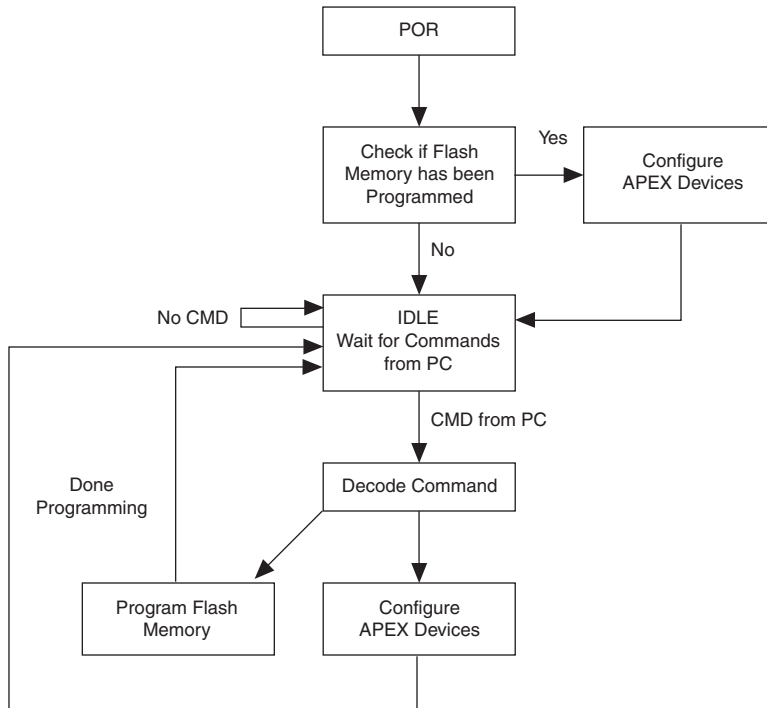 POR
Check if Flash
Memory has been
Programmed
Yes
Configure
APEX Devices
No
No CMD
IDLE
Wait for Commands
from PC
CMD from PC
Done
Programming
Decode Command
Program Flash
Memory
Configure
APEX Devices